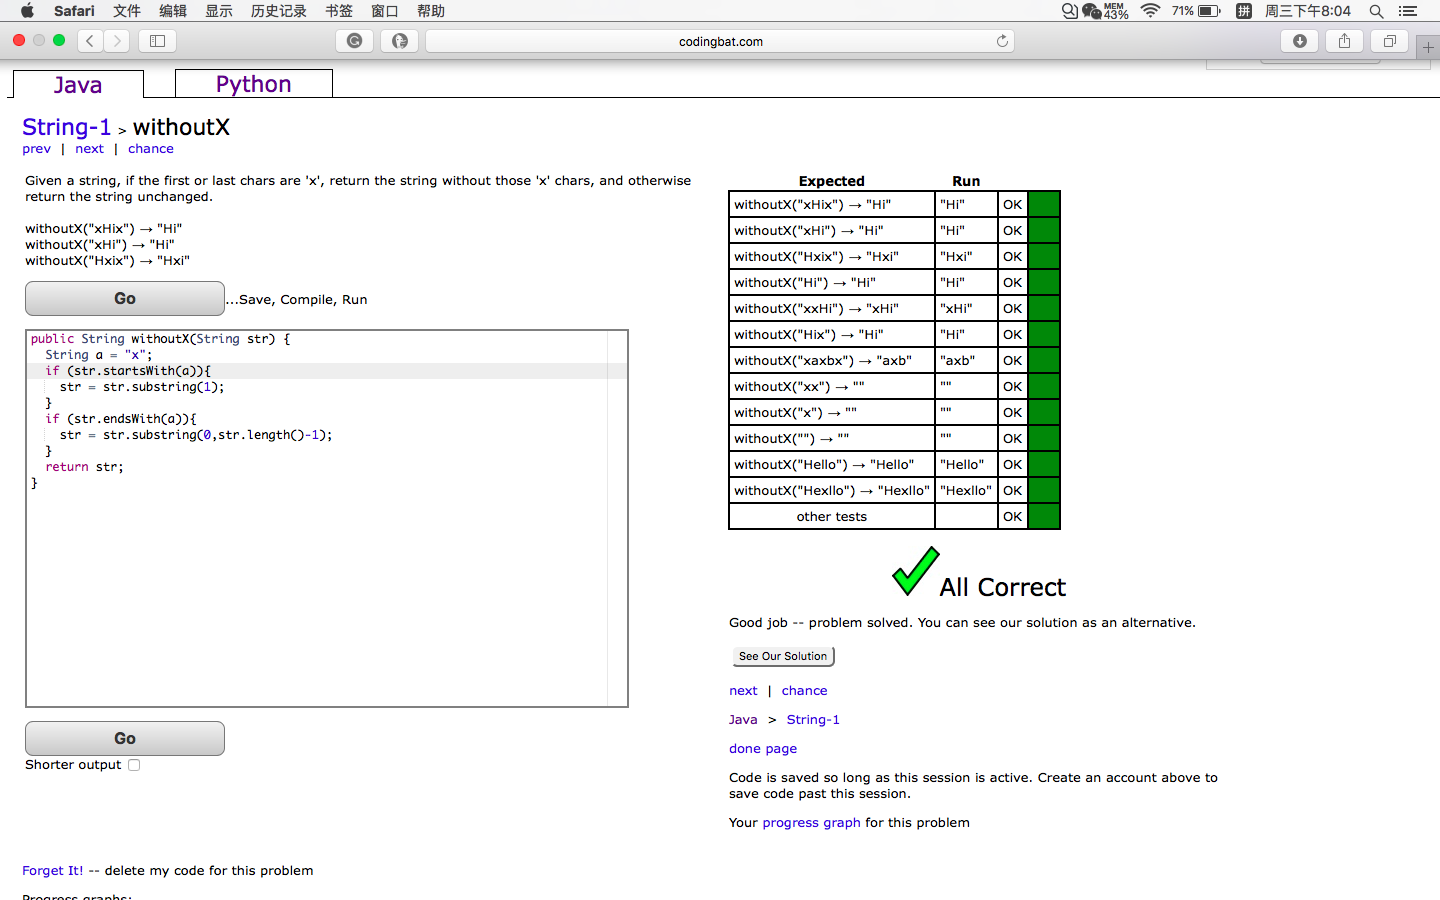 Safari 文件 编辑 显示 历史记录 书签 窗口 帮助 MEM 43% 71% 拼 周三下午8:04
codingbat.com
Java Python
String-1 > withoutX
prev | next | chance
Given a string, if the first or last chars are 'x', return the string without those 'x' chars, and otherwise
return the string unchanged.
withoutX("xHix") → "Hi"
withoutX("xHi") → "Hi"
withoutX("Hxix") → "Hxi"
Go ...Save, Compile, Run
public String withoutX(String str) {
  String a = "x";
  if (str.startsWith(a)){
    str = str.substring(1);
  }
  if (str.endsWith(a)){
    str = str.substring(0,str.length()-1);
  }
  return str;
}
Go
Shorter output
Forget It! -- delete my code for this problem
Progress graphs:
Expected Run
withoutX("xHix") → "Hi" "Hi" OK
withoutX("xHi") → "Hi" "Hi" OK
withoutX("Hxix") → "Hxi" "Hxi" OK
withoutX("Hi") → "Hi" "Hi" OK
withoutX("xxHi") → "xHi" "xHi" OK
withoutX("Hix") → "Hi" "Hi" OK
withoutX("xaxbx") → "axb" "axb" OK
withoutX("xx") → "" "" OK
withoutX("x") → "" "" OK
withoutX("") → "" "" OK
withoutX("Hello") → "Hello" "Hello" OK
withoutX("Hexllo") → "Hexllo" "Hexllo" OK
other tests OK
All Correct
Good job -- problem solved. You can see our solution as an alternative.
See Our Solution
next | chance
Java > String-1
done page
Code is saved so long as this session is active. Create an account above to
save code past this session.
Your progress graph for this problem